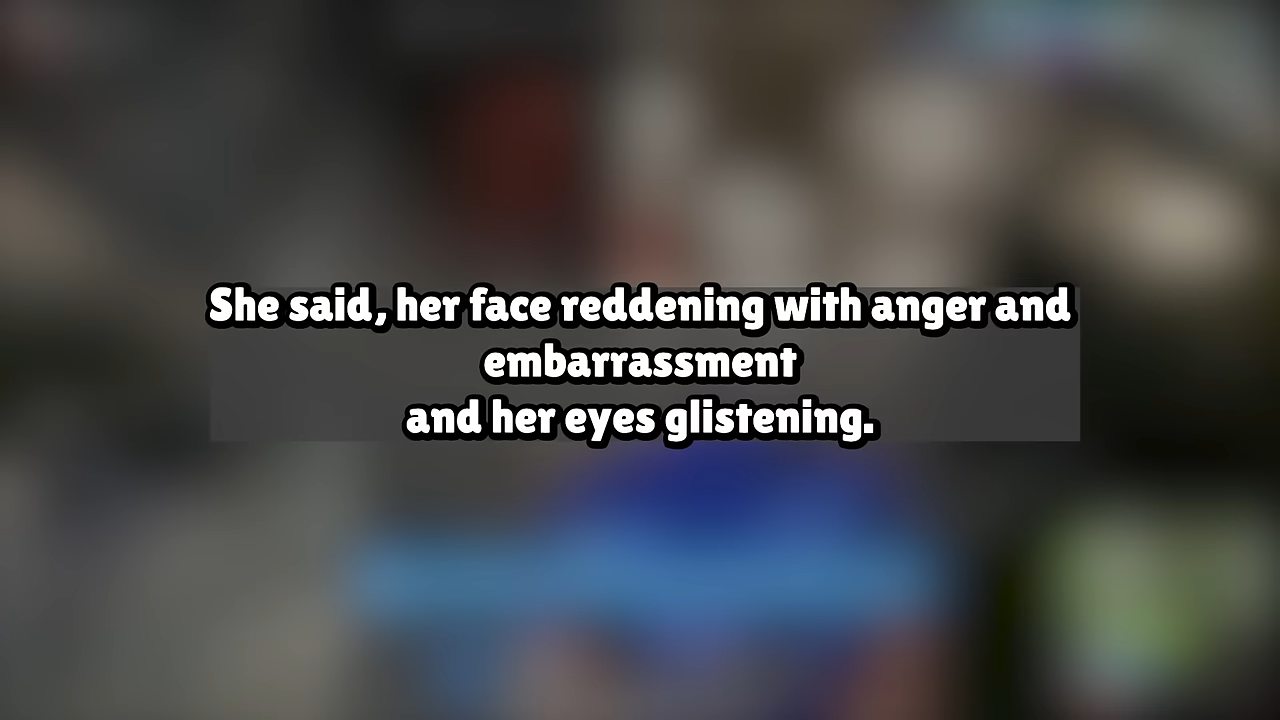 She said, her face reddening with anger and
embarrassment
and her eyes glistening.